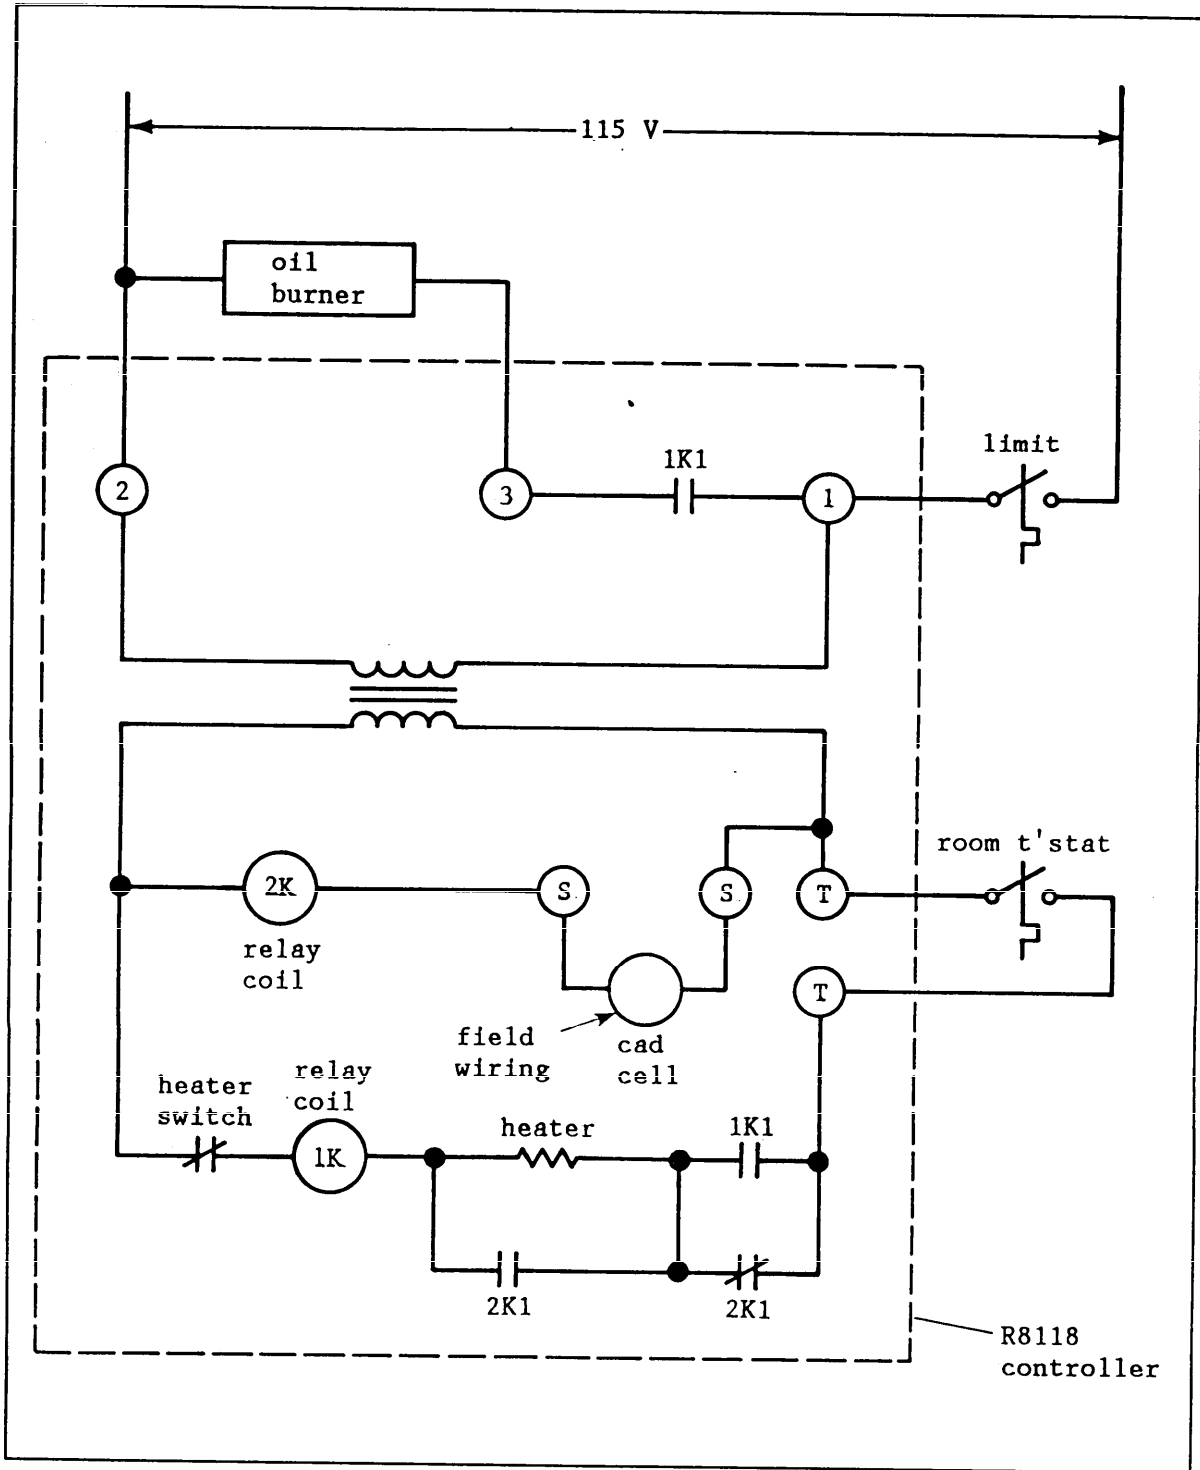 115 V
oil
burner
limit
1K1
2
3
1
room t'stat
2K
S
S
T
relay
coil
T
field
wiring
cad
cell
relay
coil
heater
switch
heater
1K1
1K
2K1
2K1
R8118
controller